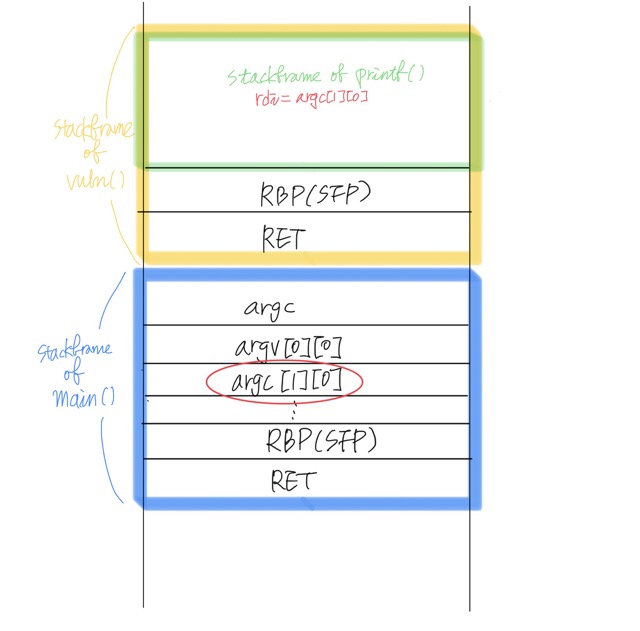 stackframe of printf()
rdi = argc[1][0]
stackframe
of
vuln()
RBP(SFP)
RET
argc
argv[0][0]
stackframe
of
main()
argc[1][0]
⋮
RBP(SFP)
RET